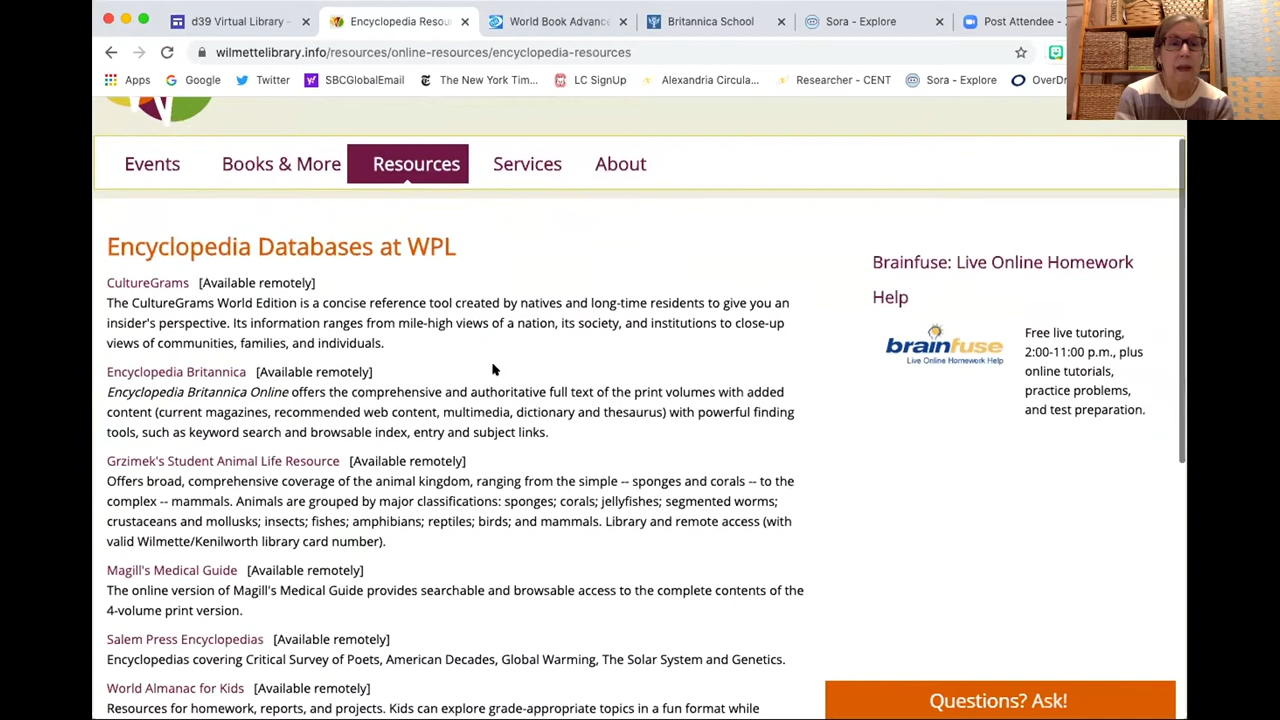 d39 Virtual Library –
Encyclopedia Resou
World Book Advance
Britannica School
Sora - Explore
Post Attendee –
wilmettelibrary.info/resources/online-resources/encyclopedia-resources
Apps
Google
Twitter
SBCGlobalEmail
The New York Tim...
LC SignUp
Alexandria Circula...
Researcher - CENT
Sora - Explore
OverDr
Events
Books & More
Resources
Services
About
Encyclopedia Databases at WPL
CultureGrams [Available remotely]
The CultureGrams World Edition is a concise reference tool created by natives and long-time residents to give you an
insider's perspective. Its information ranges from mile-high views of a nation, its society, and institutions to close-up
views of communities, families, and individuals.
Encyclopedia Britannica [Available remotely]
Encyclopedia Britannica Online offers the comprehensive and authoritative full text of the print volumes with added
content (current magazines, recommended web content, multimedia, dictionary and thesaurus) with powerful finding
tools, such as keyword search and browsable index, entry and subject links.
Grzimek's Student Animal Life Resource [Available remotely]
Offers broad, comprehensive coverage of the animal kingdom, ranging from the simple -- sponges and corals -- to the
complex -- mammals. Animals are grouped by major classifications: sponges; corals; jellyfishes; segmented worms;
crustaceans and mollusks; insects; fishes; amphibians; reptiles; birds; and mammals. Library and remote access (with
valid Wilmette/Kenilworth library card number).
Magill's Medical Guide [Available remotely]
The online version of Magill's Medical Guide provides searchable and browsable access to the complete contents of the
4-volume print version.
Salem Press Encyclopedias [Available remotely]
Encyclopedias covering Critical Survey of Poets, American Decades, Global Warming, The Solar System and Genetics.
World Almanac for Kids [Available remotely]
Resources for homework, reports, and projects. Kids can explore grade-appropriate topics in a fun format while
Brainfuse: Live Online Homework
Help
brainfuse
Live Online Homework Help
Free live tutoring,
2:00-11:00 p.m., plus
online tutorials,
practice problems,
and test preparation.
Questions? Ask!